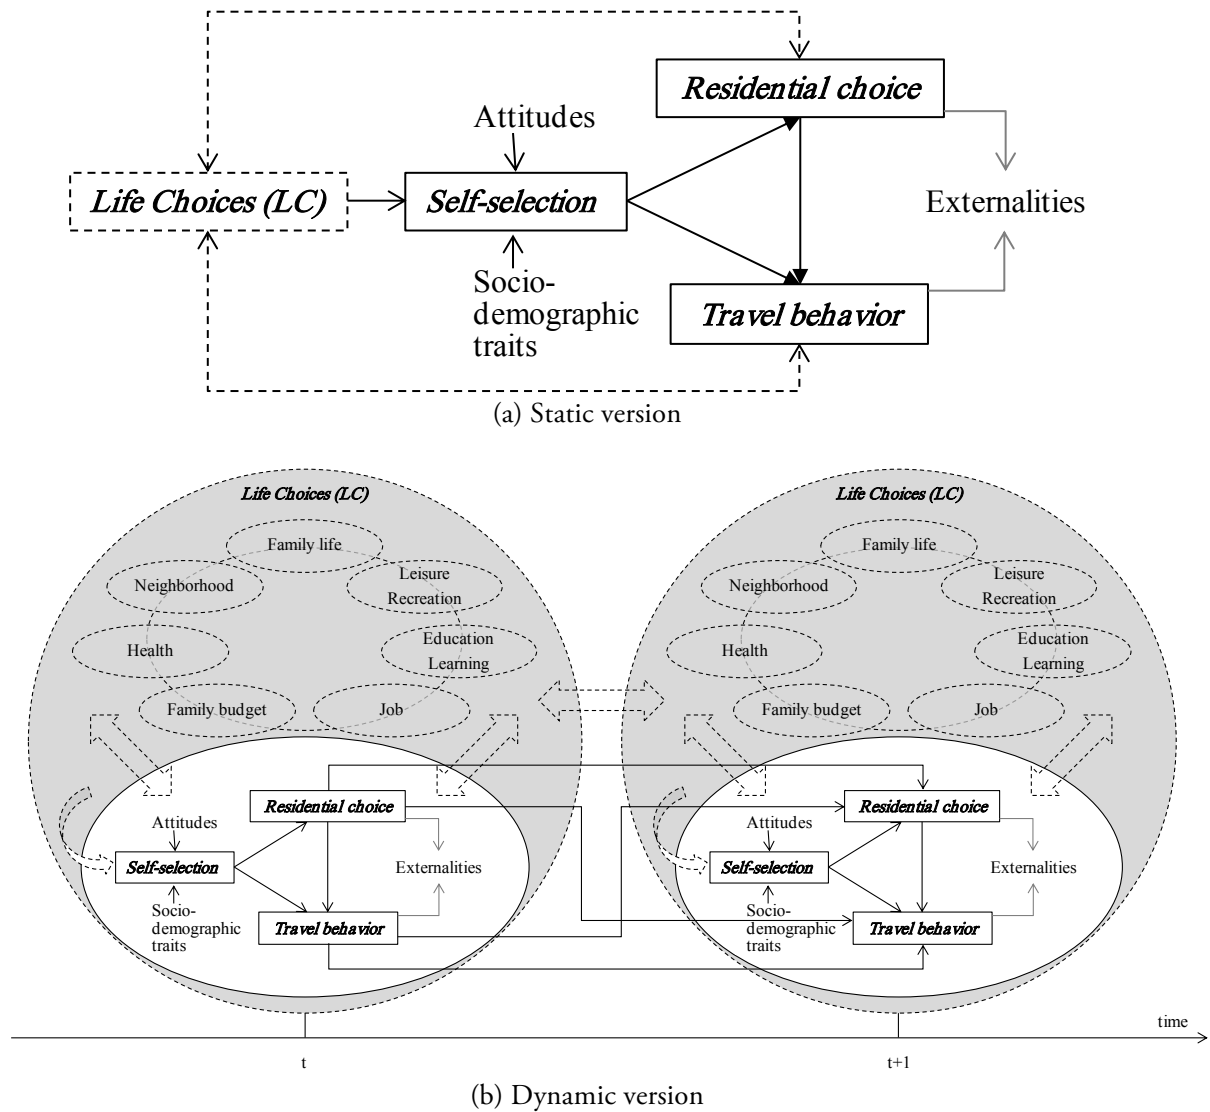 Residential choice
Attitudes
Life Choices (LC)
Self-selection
Externalities
Socio-
demographic
traits
Travel behavior
(a) Static version
Life Choices (LC)
Family life
Neighborhood
Leisure
Recreation
Health
Education
Learning
Family budget
Job
Residential choice
Attitudes
Self-selection
Externalities
Socio-
demographic
traits
Travel behavior
Life Choices (LC)
Family life
Neighborhood
Leisure
Recreation
Health
Education
Learning
Family budget
Job
Residential choice
Attitudes
Self-selection
Externalities
Socio-
demographic
traits
Travel behavior
time
t
t+1
(b) Dynamic version